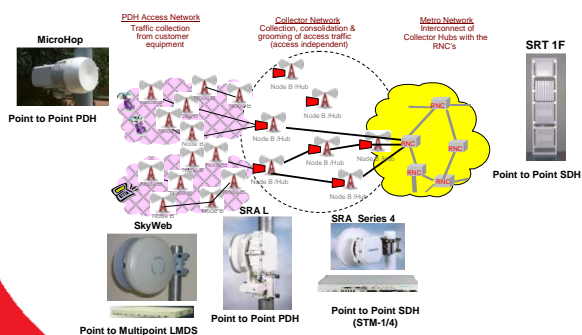 PDH Access Network
Traffic collection
from customer
equipment
Collector Network
Collection, consolidation &
grooming of access traffic
(access independent)
Metro Network
Interconnect of
Collector Hubs with the
RNC's
MicroHop
Point to Point PDH
SRT 1F
Point to Point SDH
Node B /Hub
Node B /Hub
Node B /Hub
Node B /Hub
Node B /Hub
Node B /Hub
Node B
Node B
Node B
RNC
RNC
RNC
RNC
RNC
SkyWeb
Point to Multipoint LMDS
SRA L
Point to Point PDH
SRA Series 4
Point to Point SDH
(STM-1/4)